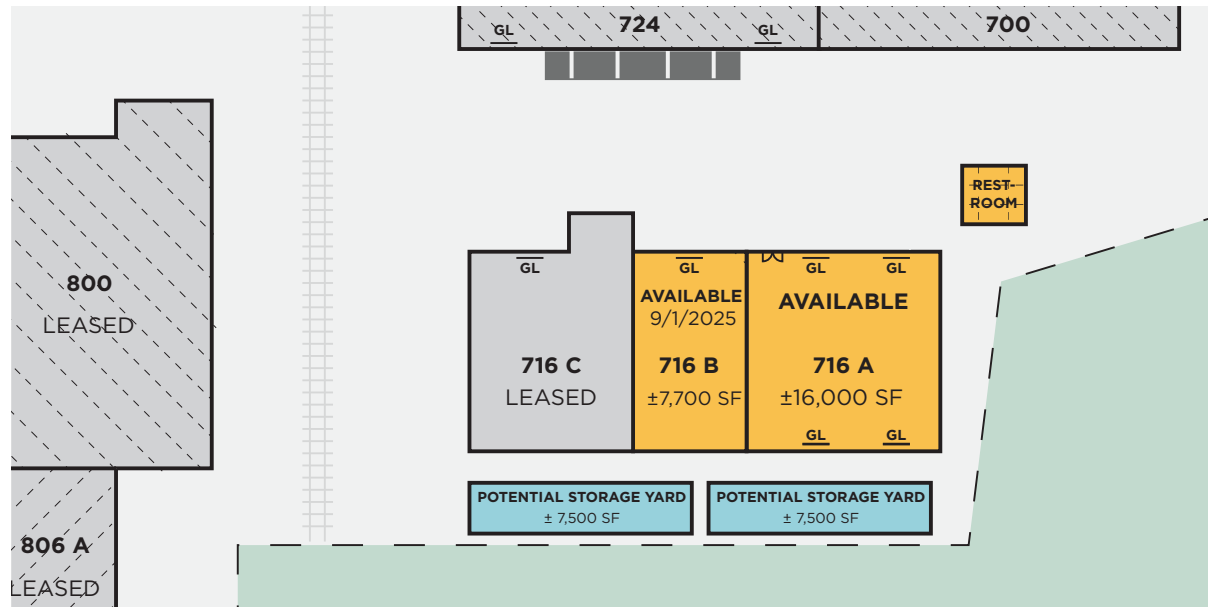 GL
724
GL
700
REST-
ROOM
800
LEASED
GL
716 C
LEASED
GL
AVAILABLE
9/1/2025
716 B
±7,700 SF
GL
GL
AVAILABLE
716 A
±16,000 SF
GL
GL
POTENTIAL STORAGE YARD
± 7,500 SF
POTENTIAL STORAGE YARD
± 7,500 SF
806 A
LEASED